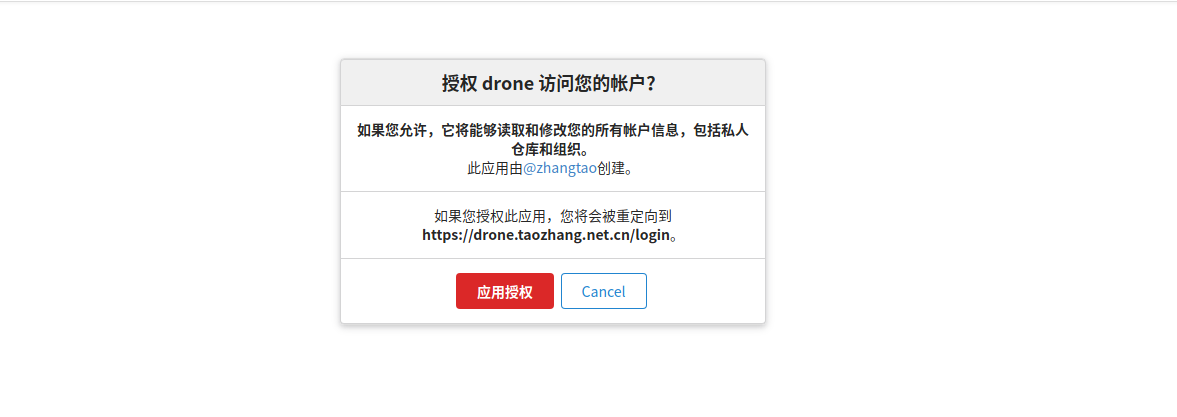 授权 drone 访问您的帐户？
如果您允许，它将能够读取和修改您的所有帐户信息，包括私人
仓库和组织。
此应用由@zhangtao创建。
如果您授权此应用，您将会被重定向到
https://drone.taozhang.net.cn/login。
应用授权 Cancel